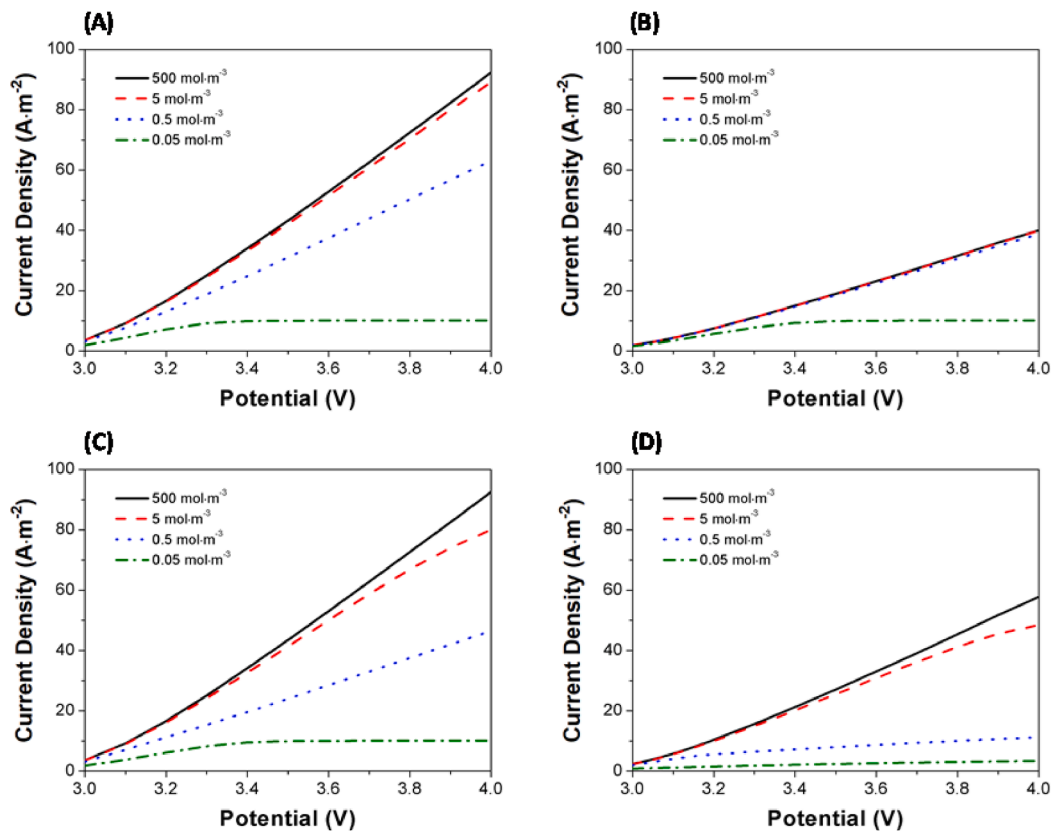 (A)
100
80
60
40
20
0
Current Density (A·m⁻²)
500 mol·m⁻³
5 mol·m⁻³
0.5 mol·m⁻³
0.05 mol·m⁻³
3.0 3.2 3.4 3.6 3.8 4.0
Potential (V)
(B)
100
80
60
40
20
0
Current Density (A·m⁻²)
500 mol·m⁻³
5 mol·m⁻³
0.5 mol·m⁻³
0.05 mol·m⁻³
3.0 3.2 3.4 3.6 3.8 4.0
Potential (V)
(C)
100
80
60
40
20
0
Current Density (A·m⁻²)
500 mol·m⁻³
5 mol·m⁻³
0.5 mol·m⁻³
0.05 mol·m⁻³
3.0 3.2 3.4 3.6 3.8 4.0
Potential (V)
(D)
100
80
60
40
20
0
Current Density (A·m⁻²)
500 mol·m⁻³
5 mol·m⁻³
0.5 mol·m⁻³
0.05 mol·m⁻³
3.0 3.2 3.4 3.6 3.8 4.0
Potential (V)